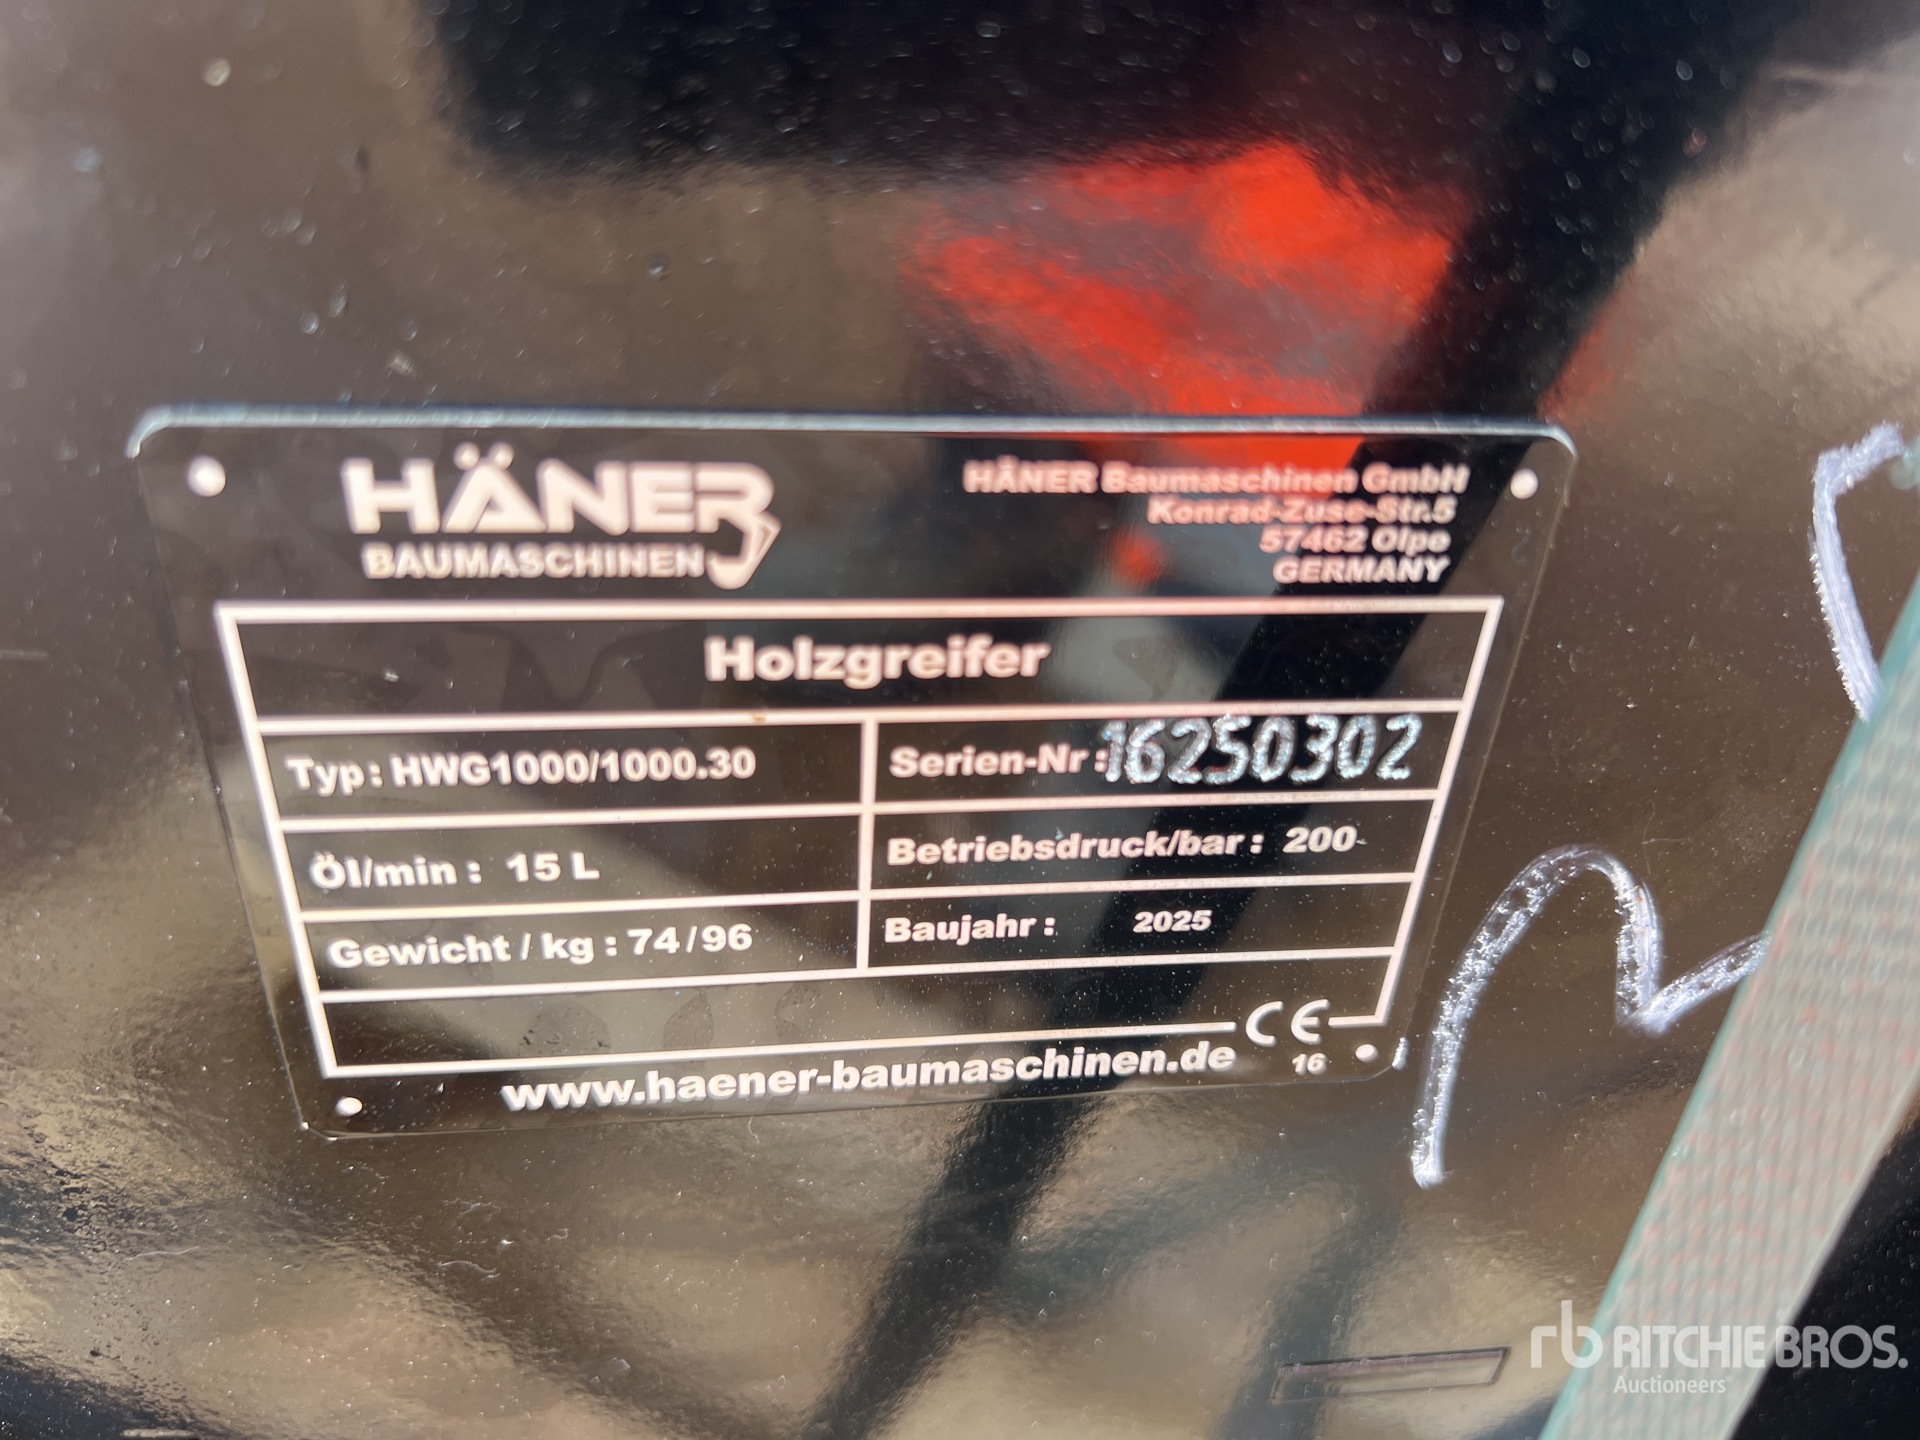 HÄNER
BAUMASCHINEN
HÄNER Baumaschinen GmbH
Konrad-Zuse-Str.5
57462 Olpe
GERMANY
Holzgreifer
Typ: HWG1000/1000.30
Serien-Nr: 16250302
Öl/min : 15 L
Betriebsdruck/bar : 200
Gewicht / kg : 74/96
Baujahr : 2025
CE
16
www.haener-baumaschinen.de
rb RITCHIE BROS.
Auctioneers